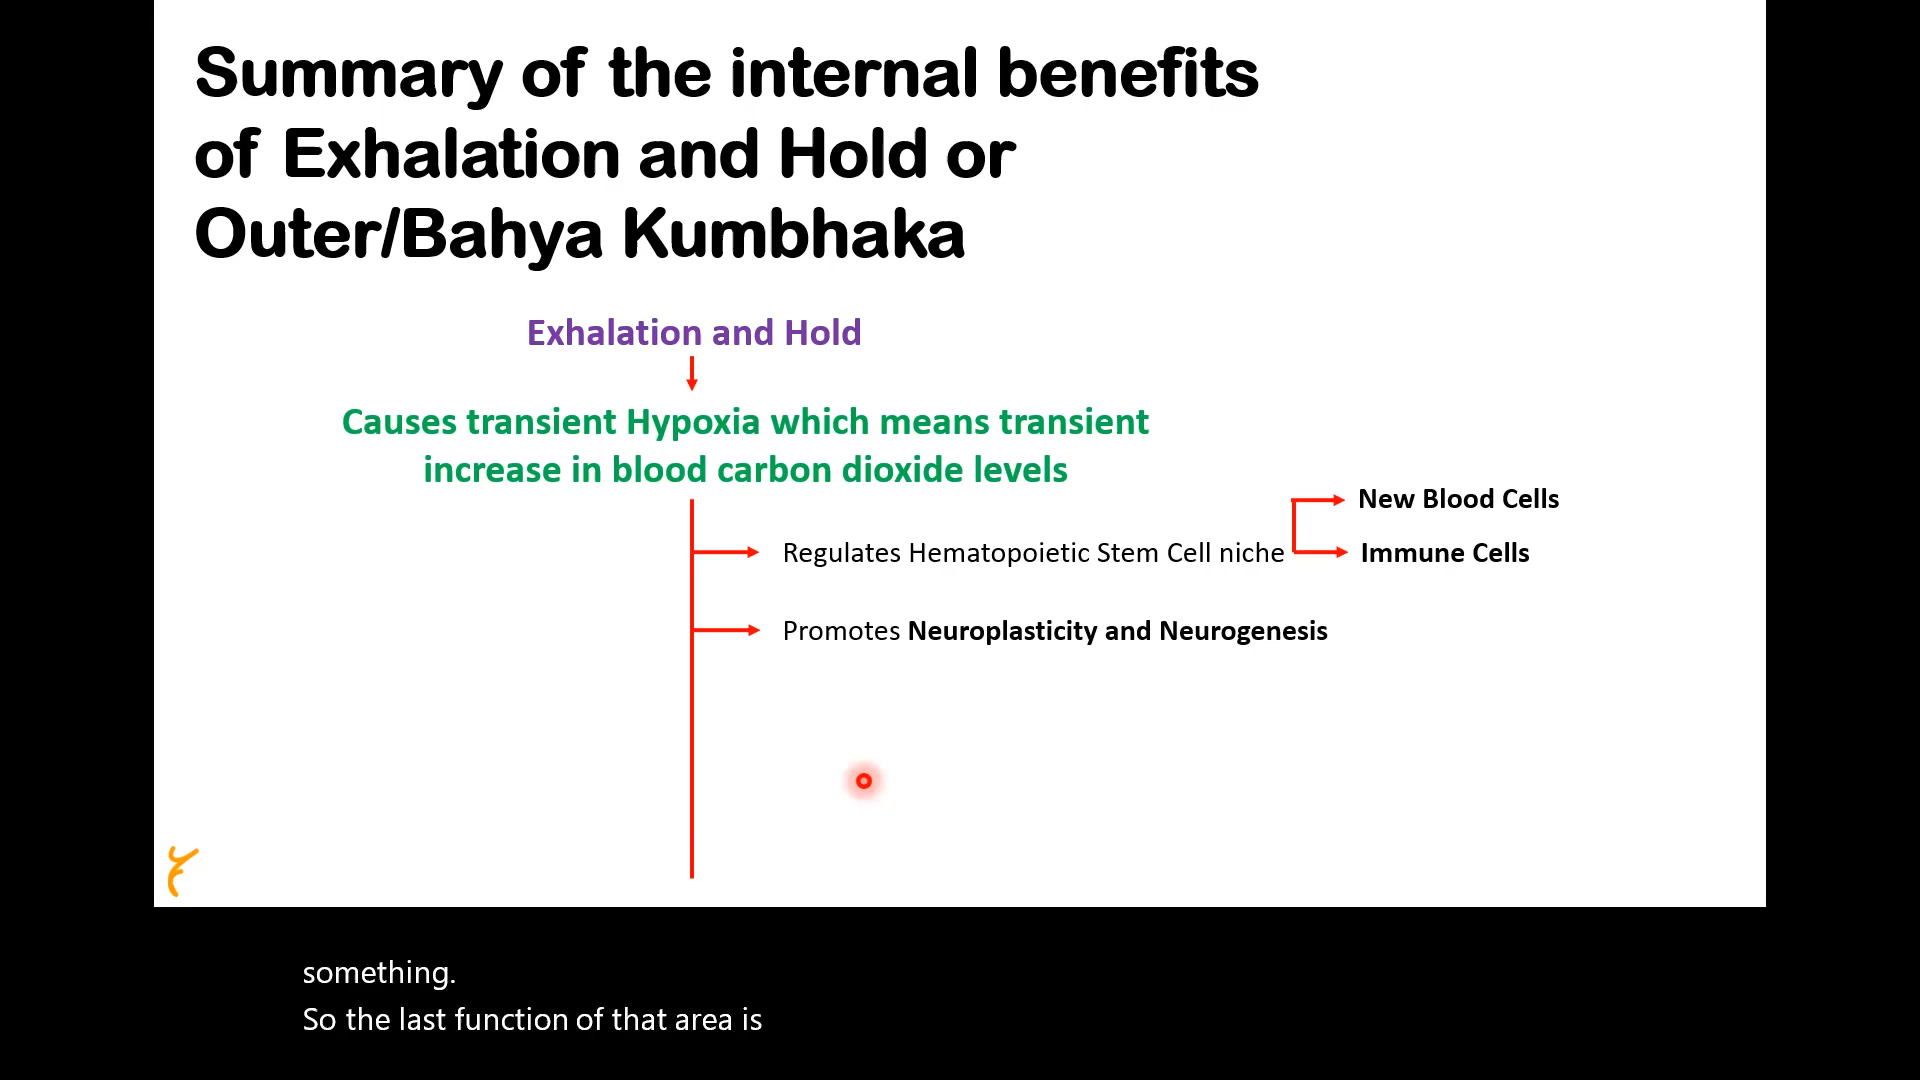 Summary of the internal benefits
of Exhalation and Hold or
Outer/Bahya Kumbhaka
Exhalation and Hold
Causes transient Hypoxia which means transient
increase in blood carbon dioxide levels
New Blood Cells
Regulates Hematopoietic Stem Cell niche
Immune Cells
Promotes Neuroplasticity and Neurogenesis
something.
So the last function of that area is